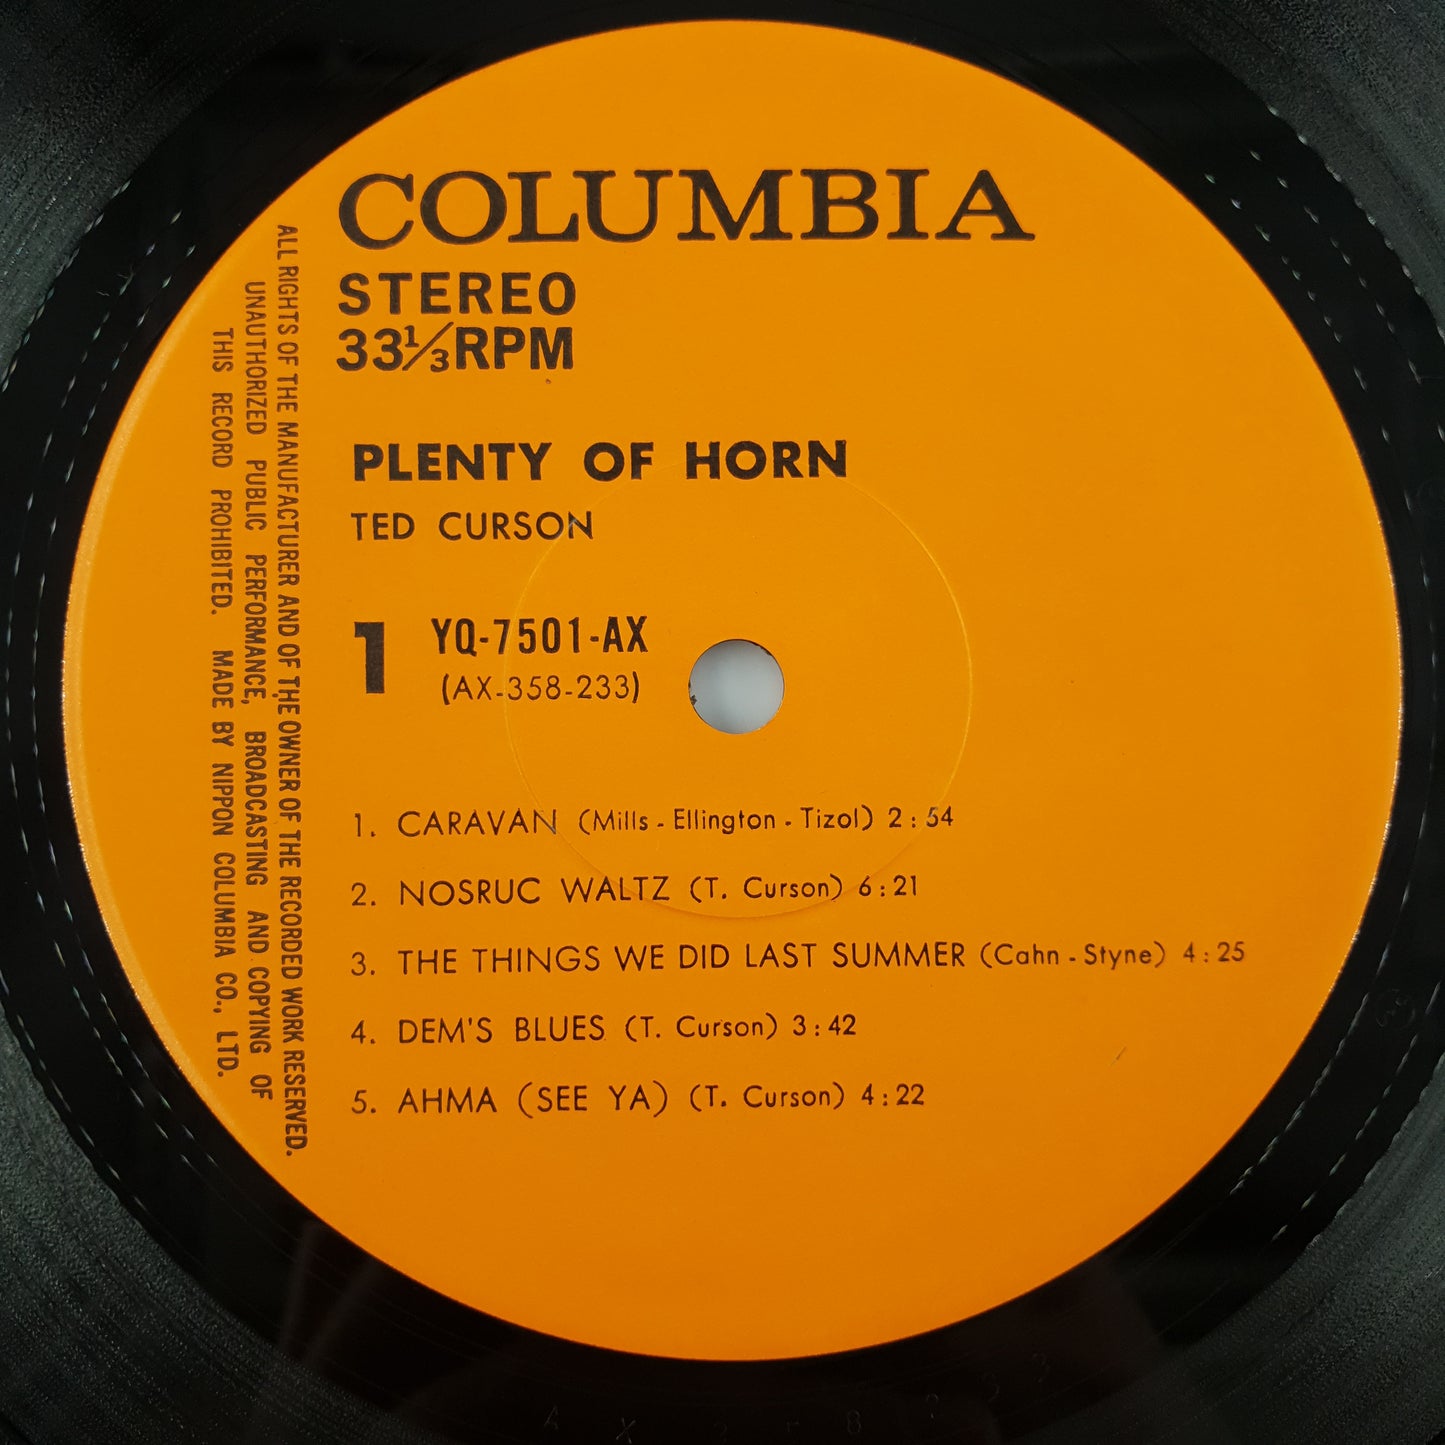 COLUMBIA
STEREO
33⅓RPM
PLENTY OF HORN
TED CURSON
1 YQ-7501-AX
(AX-358-233)
1. CARAVAN (Mills - Ellington - Tizol) 2:54
2. NOSRUC WALTZ (T. Curson) 6:21
3. THE THINGS WE DID LAST SUMMER (Cahn - Styne) 4:25
4. DEM'S BLUES (T. Curson) 3:42
5. AHMA (SEE YA) (T. Curson) 4:22
ALL RIGHTS OF THE MANUFACTURER AND OF THE OWNER OF THE RECORDED WORK RESERVED.
UNAUTHORIZED PUBLIC PERFORMANCE, BROADCASTING AND COPYING OF
THIS RECORD PROHIBITED. MADE BY NIPPON COLUMBIA CO., LTD.